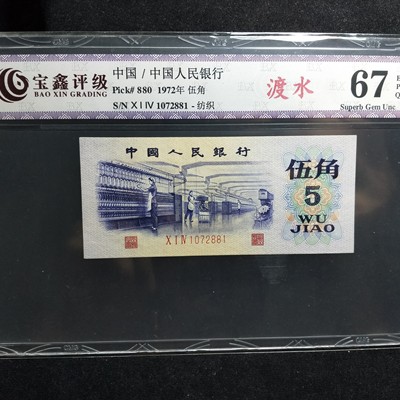 宝鑫评级
BAO XIN GRADING
中国 / 中国人民银行
Pick# 880 1972年 伍角
S/N X I IV 1072881 - 纺织
渡水
67
E
P
Q
Superb Gem Unc
中國人民銀行
伍角
5
WU
JIAO
X I IV 1072881